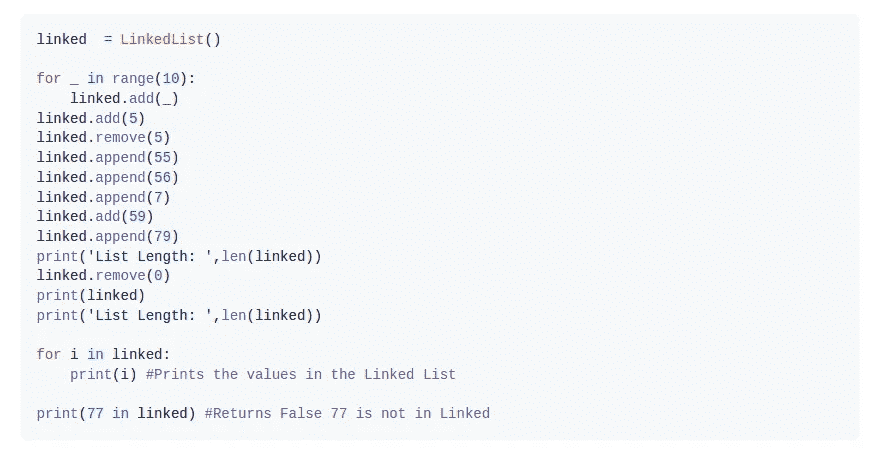 linked  = LinkedList()
for _ in range(10):
    linked.add(_)
linked.add(5)
linked.remove(5)
linked.append(55)
linked.append(56)
linked.append(7)
linked.add(59)
linked.append(79)
print('List Length: ',len(linked))
linked.remove(0)
print(linked)
print('List Length: ',len(linked))
for i in linked:
    print(i) #Prints the values in the Linked List
print(77 in linked) #Returns False 77 is not in Linked